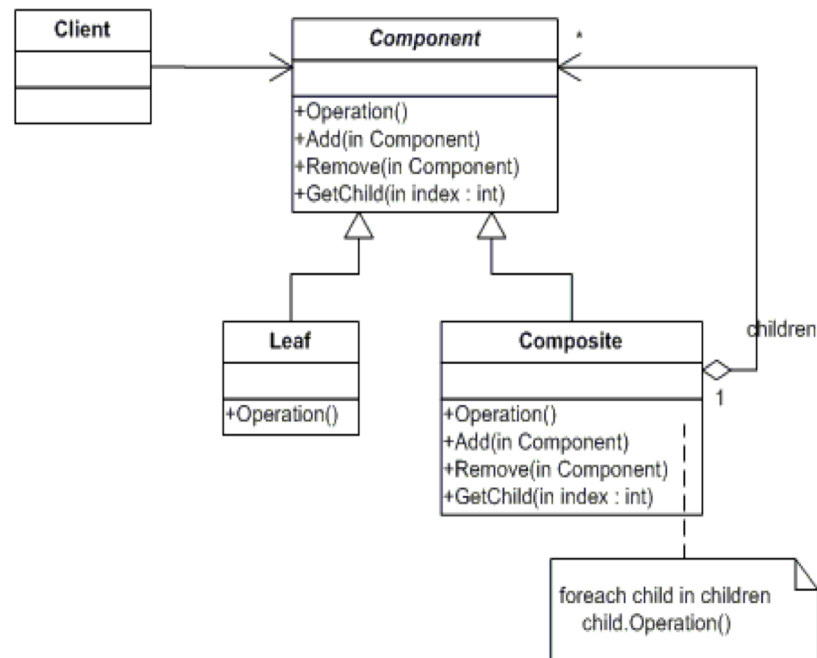 Client
Component
*
+Operation()
+Add(in Component)
+Remove(in Component)
+GetChild(in index : int)
Leaf
+Operation()
Composite
children
1
+Operation()
+Add(in Component)
+Remove(in Component)
+GetChild(in index : int)
foreach child in children
child.Operation()